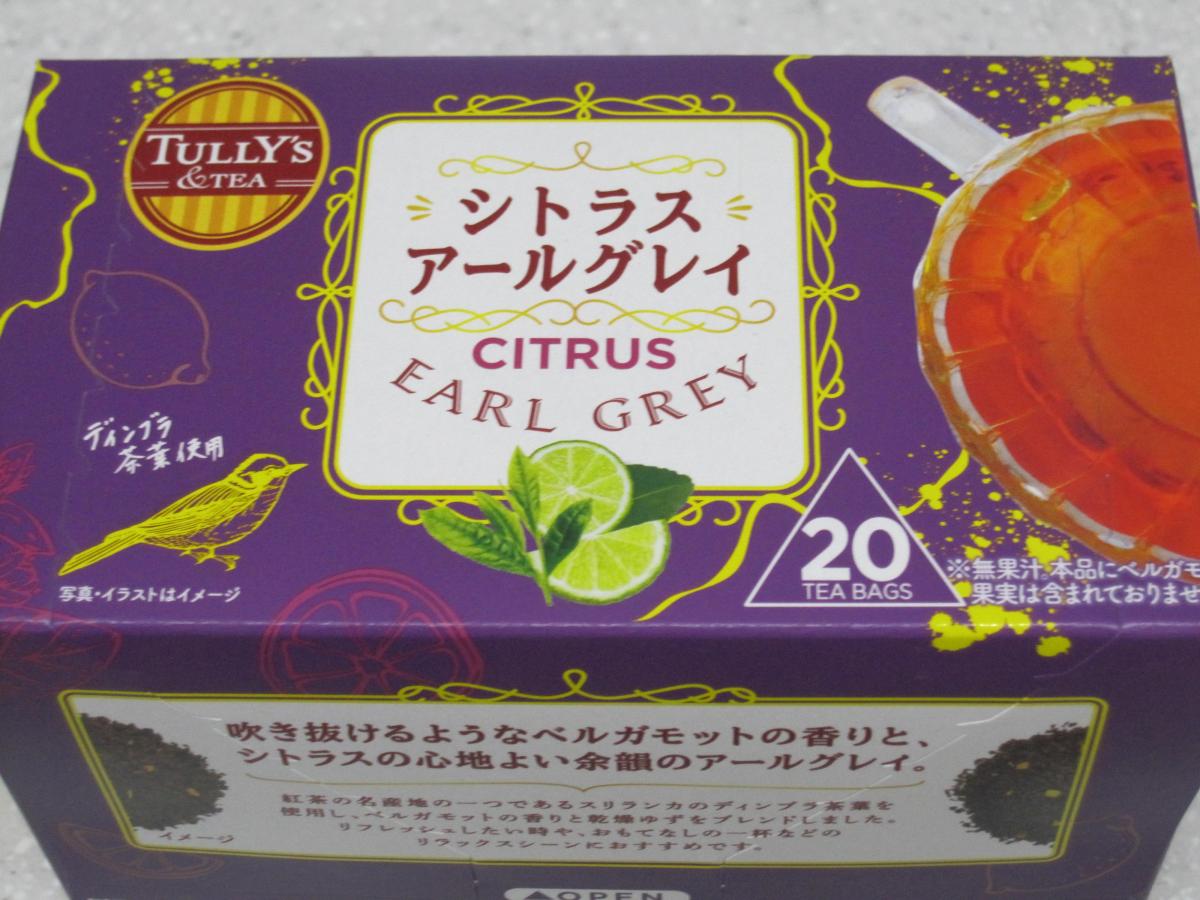 TULLY's
&TEA
シトラス
アールグレイ
CITRUS
EARL GREY
ディンブラ
茶葉使用
写真・イラストはイメージ
20
TEA BAGS
※無果汁。本品にベルガモ
果実は含まれておりませ
吹き抜けるようなベルガモットの香りと、
シトラスの心地よい余韻のアールグレイ。
紅茶の名産地の一つであるスリランカのディンブラ茶葉を
使用し、ベルガモットの香りと乾燥ゆずをブレンドしました。
リフレッシュしたい時や、おもてなしの一杯などの
リラックスシーンにおすすめです。
イメージ
▲OPEN